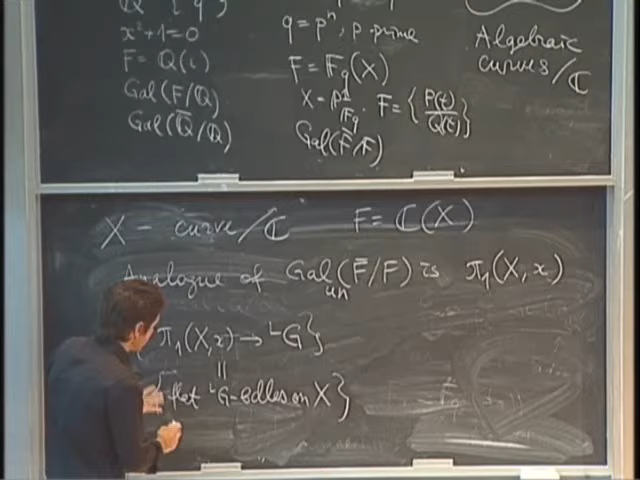 x²+1=0
F = Q(i)
Gal(F/Q)
Gal(Q̄/Q)
q = pⁿ, p-prime
F = F_q(X)
X = P¹/F_q. F = { P(t)/Q(t) }
Gal(F̄/F)
Algebraic
curves/ℂ
X – curve/ℂ F = ℂ(X)
Analogue of Gal_un(F̄/F) is π₁(X, x)
π₁(X, x) → ᴸG}
||
{flat ᴸG-bdles on X}